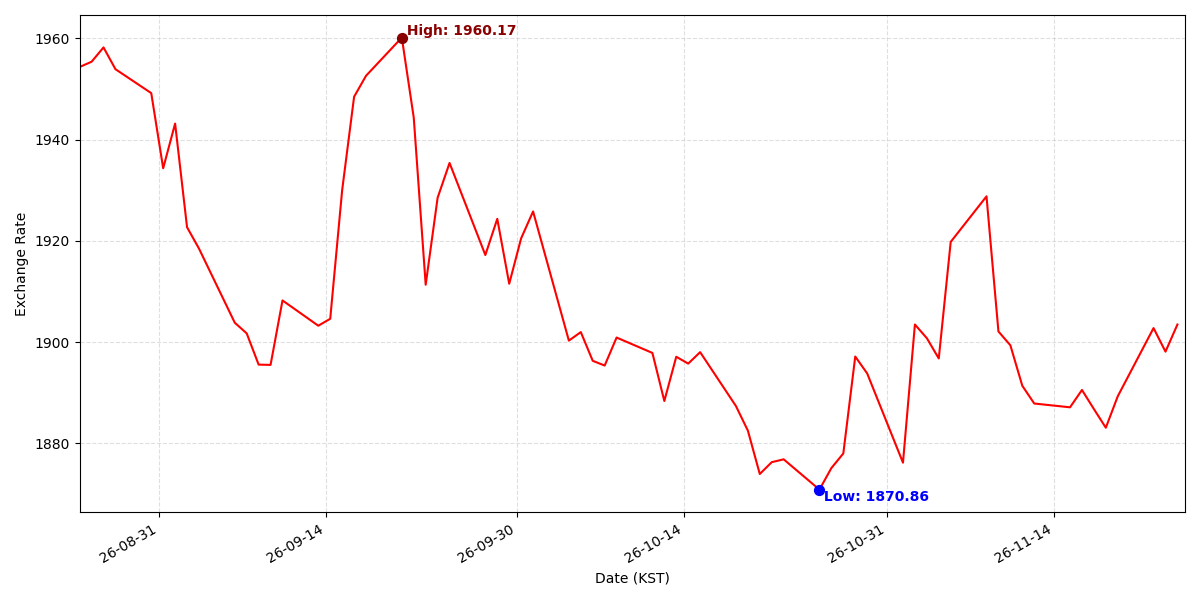 High: 1960.17
1960
1940
1920
1900
1880
Exchange Rate
Low: 1870.86
26-08-31
26-09-14
26-09-30
26-10-14
26-10-31
26-11-14
Date (KST)